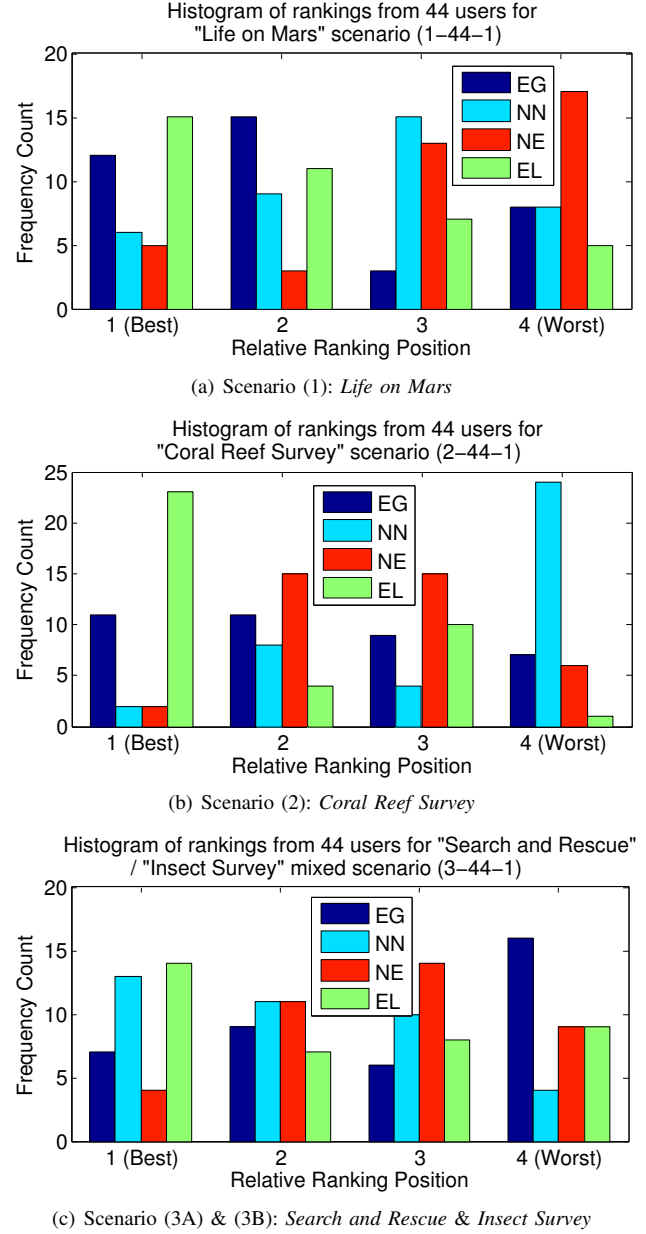 Histogram of rankings from 44 users for
"Life on Mars" scenario (1−44−1)
20
15
10
5
0
Frequency Count
EG
NN
NE
EL
1 (Best) 2 3 4 (Worst)
Relative Ranking Position
(a) Scenario (1): Life on Mars
Histogram of rankings from 44 users for
"Coral Reef Survey" scenario (2−44−1)
25
20
15
10
5
0
Frequency Count
EG
NN
NE
EL
1 (Best) 2 3 4 (Worst)
Relative Ranking Position
(b) Scenario (2): Coral Reef Survey
Histogram of rankings from 44 users for "Search and Rescue"
/ "Insect Survey" mixed scenario (3−44−1)
20
15
10
5
0
Frequency Count
EG
NN
NE
EL
1 (Best) 2 3 4 (Worst)
Relative Ranking Position
(c) Scenario (3A) & (3B): Search and Rescue & Insect Survey